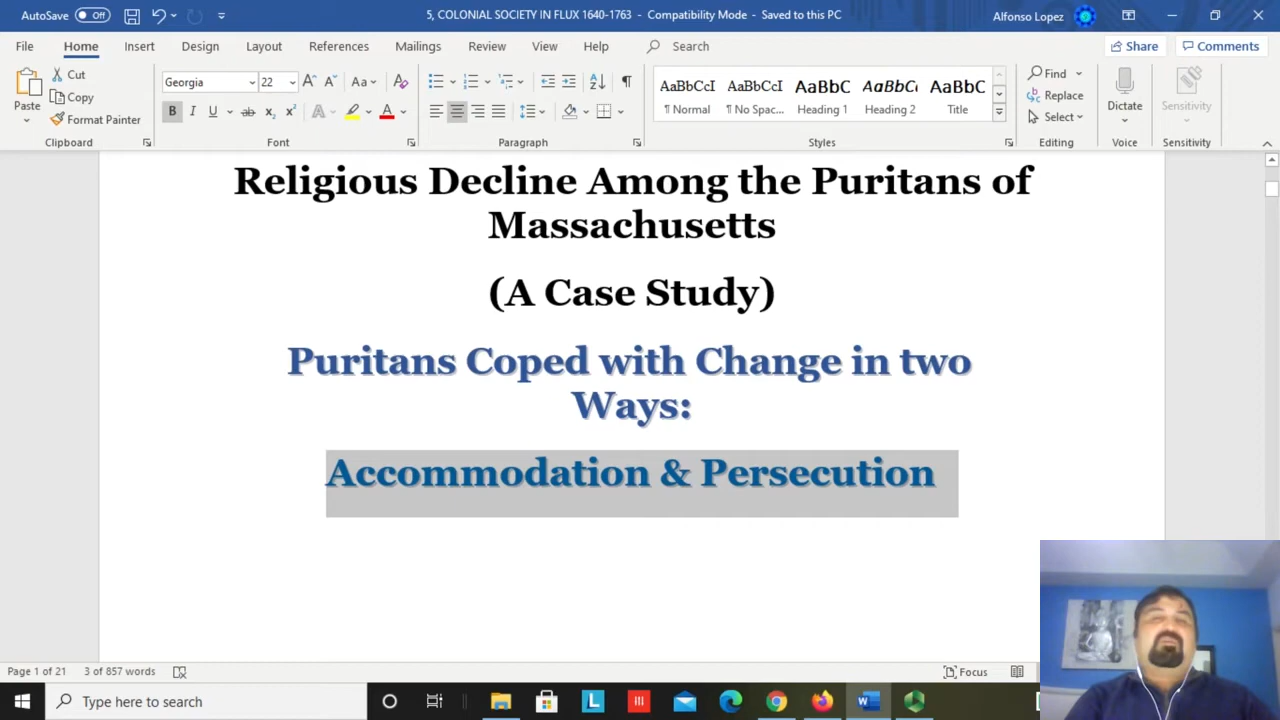 AutoSave Off
5, COLONIAL SOCIETY IN FLUX 1640-1763 - Compatibility Mode - Saved to this PC
Alfonso Lopez
File Home Insert Design Layout References Mailings Review View Help Search Share Comments
Paste Cut Copy Format Painter
Georgia 22
AaBbCcI AaBbCcI AaBbC AaBbCc AaBbC
¶ Normal ¶ No Spac... Heading 1 Heading 2 Title
Find Replace Select
Dictate Sensitivity
Clipboard Font Paragraph Styles Editing Voice Sensitivity
Religious Decline Among the Puritans of
Massachusetts
(A Case Study)
Puritans Coped with Change in two
Ways:
Accommodation & Persecution
Page 1 of 21 3 of 857 words Focus
Type here to search